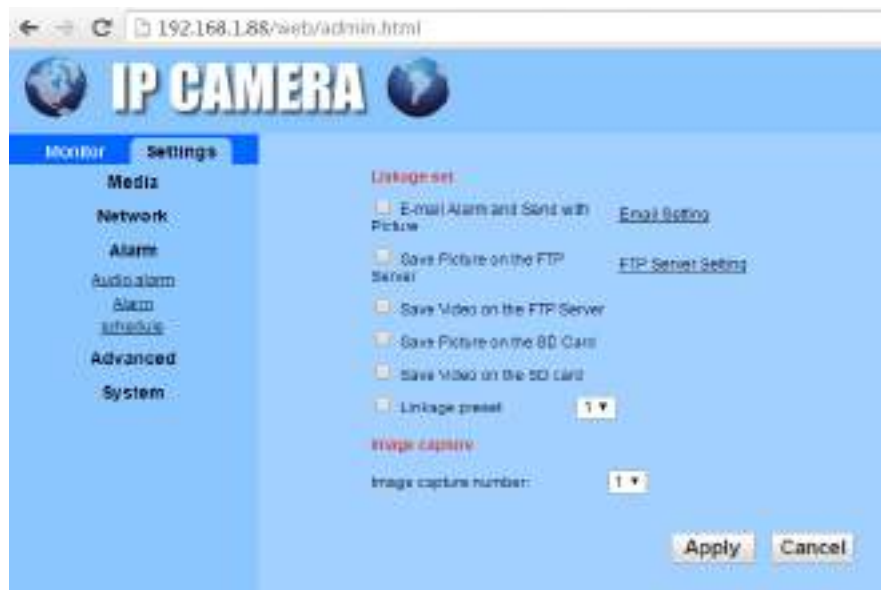 192.168.1.88/web/admin.html
IP CAMERA
Monitor Settings
Media
Network
Alarm
Audio alarm
Alarm
schedule
Advanced
System
Linkage set
E-mail Alarm and Send with Email Setting
Picture
Save Picture on the FTP FTP Server Setting
Server
Save Video on the FTP Server
Save Picture on the SD Card
Save Video on the SD card
Linkage preset 1
Image capture
Image capture number: 1
Apply Cancel